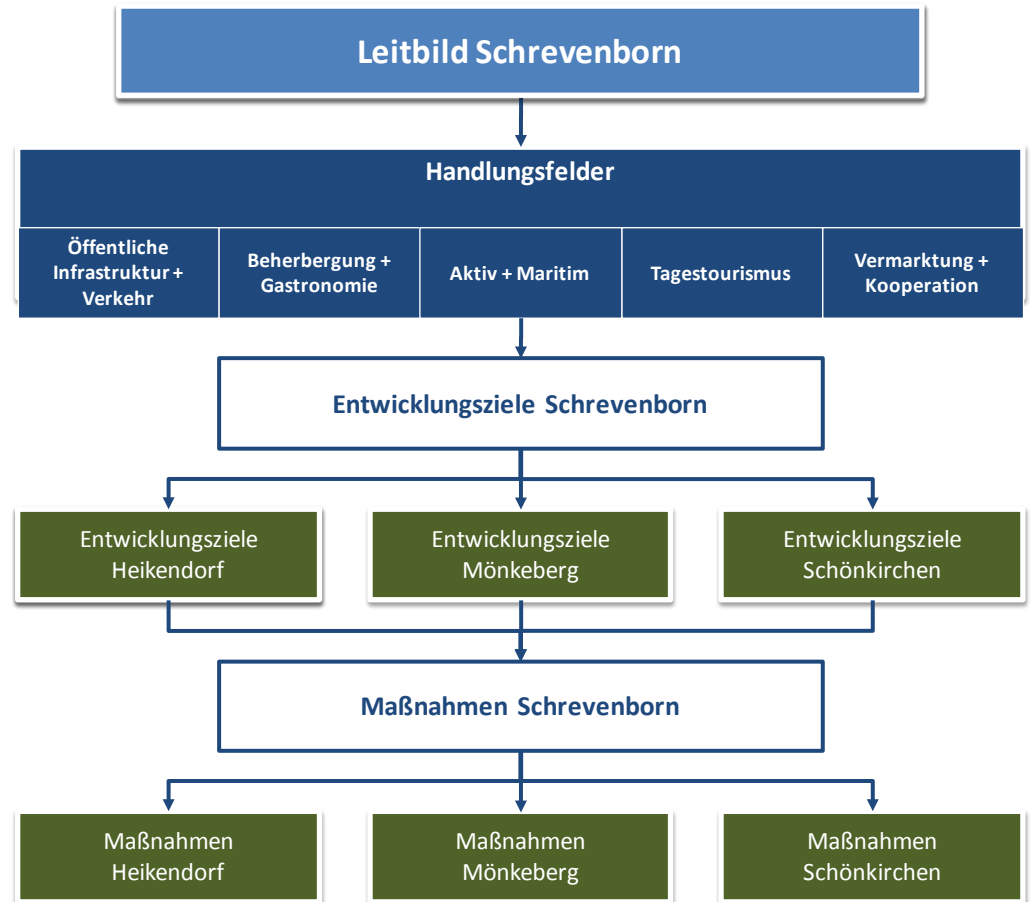 Leitbild Schrevenborn
Handlungsfelder
Öffentliche
Infrastruktur +
Verkehr
Beherbergung +
Gastronomie
Aktiv + Maritim
Tagestourismus
Vermarktung +
Kooperation
Entwicklungsziele Schrevenborn
Entwicklungsziele
Heikendorf
Entwicklungsziele
Mönkeberg
Entwicklungsziele
Schönkirchen
Maßnahmen Schrevenborn
Maßnahmen
Heikendorf
Maßnahmen
Mönkeberg
Maßnahmen
Schönkirchen